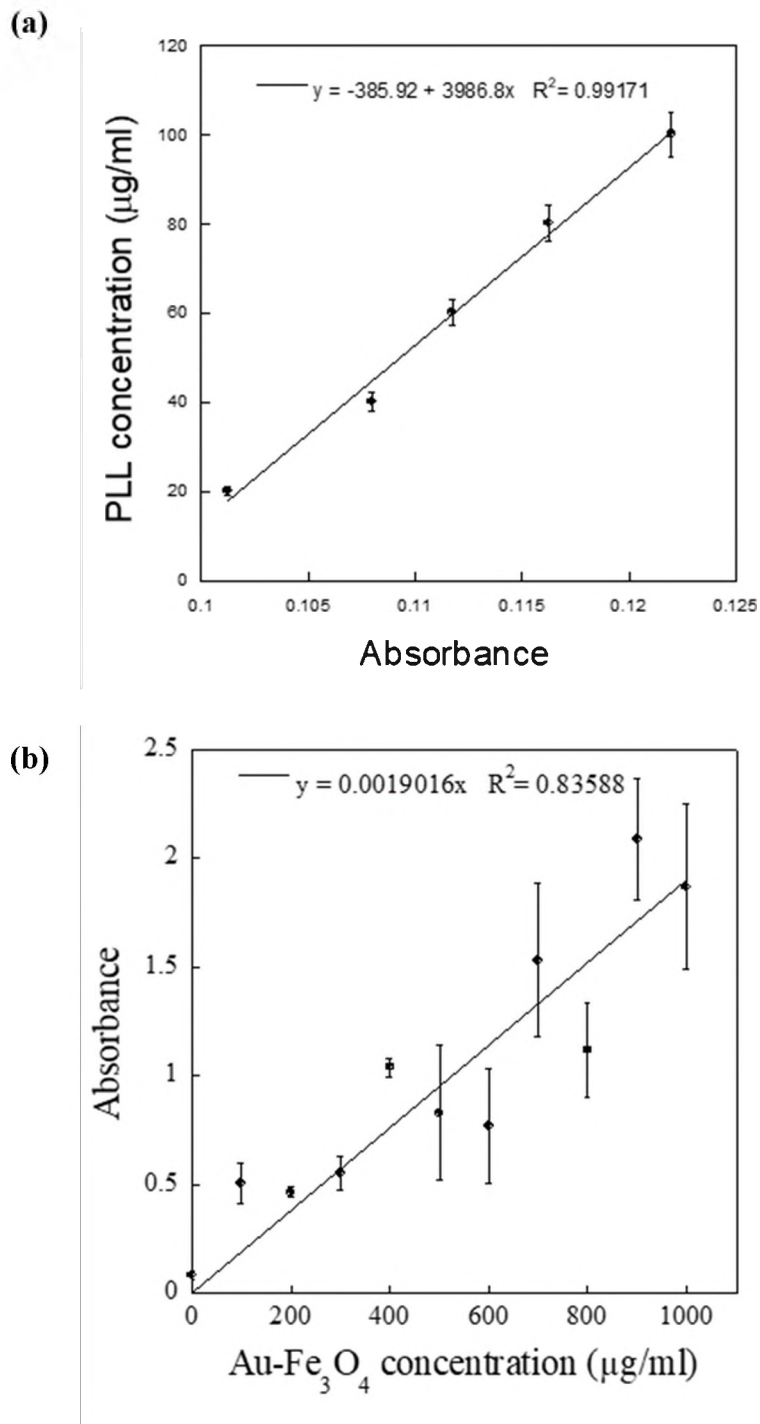 (a)
120
y = -385.92 + 3986.8x R²= 0.99171
100
80
60
40
20
0
PLL concentration (µg/ml)
0.1 0.105 0.11 0.115 0.12 0.125
Absorbance
(b)
2.5
y = 0.0019016x R²= 0.83588
2
1.5
1
0.5
0
Absorbance
0 200 400 600 800 1000
Au-Fe₃O₄ concentration (µg/ml)